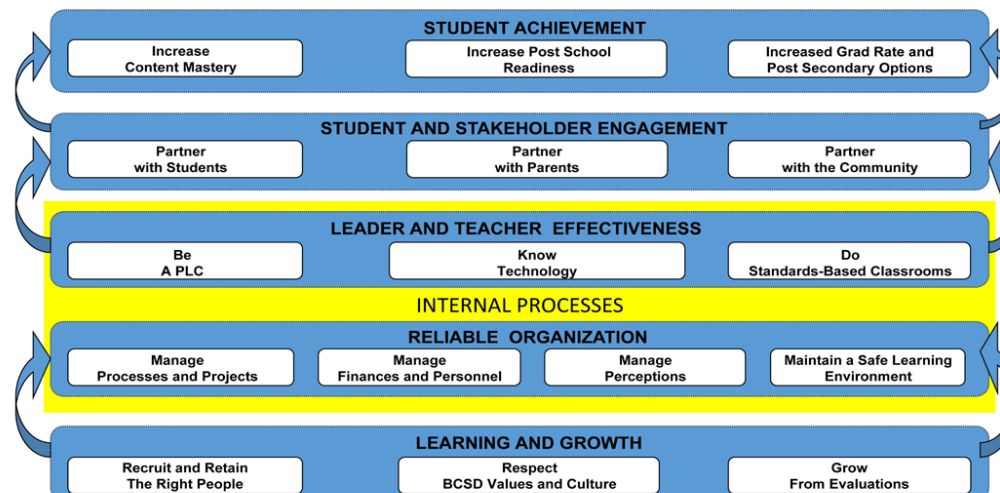 STUDENT ACHIEVEMENT
Increase
Content Mastery
Increase Post School
Readiness
Increased Grad Rate and
Post Secondary Options
STUDENT AND STAKEHOLDER ENGAGEMENT
Partner
with Students
Partner
with Parents
Partner
with the Community
LEADER AND TEACHER EFFECTIVENESS
Be
A PLC
Know
Technology
Do
Standards-Based Classrooms
INTERNAL PROCESSES
RELIABLE ORGANIZATION
Manage
Processes and Projects
Manage
Finances and Personnel
Manage
Perceptions
Maintain a Safe Learning
Environment
LEARNING AND GROWTH
Recruit and Retain
The Right People
Respect
BCSD Values and Culture
Grow
From Evaluations